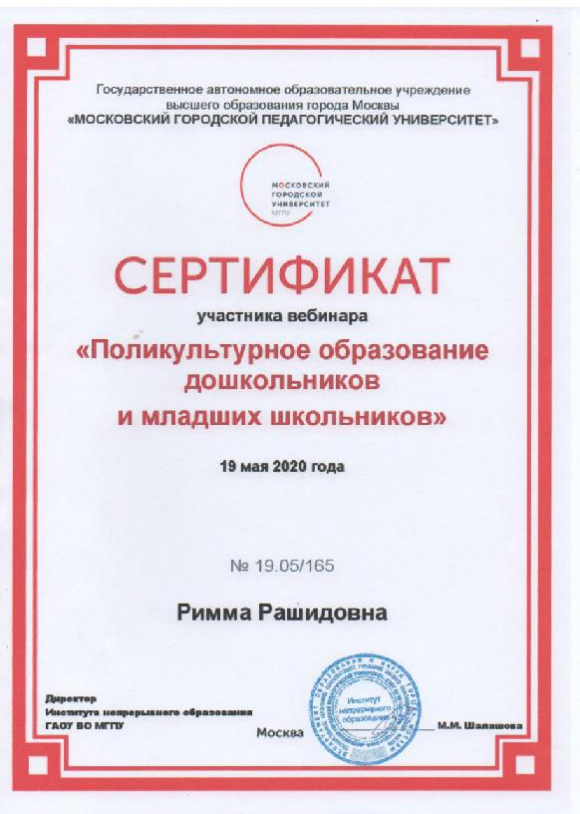 Государственное автономное образовательное учреждение
высшего образования города Москвы
«МОСКОВСКИЙ ГОРОДСКОЙ ПЕДАГОГИЧЕСКИЙ УНИВЕРСИТЕТ»
МОСКОВСКИЙ
ГОРОДСКОЙ
УНИВЕРСИТЕТ
МГПУ
СЕРТИФИКАТ
участника вебинара
«Поликультурное образование
дошкольников
и младших школьников»
19 мая 2020 года
№ 19.05/165
Римма Рашидовна
Директор
Института непрерывного образования
ГАОУ ВО МГПУ
Москва
Институт
непрерывного
образования
М.М. Шалашова